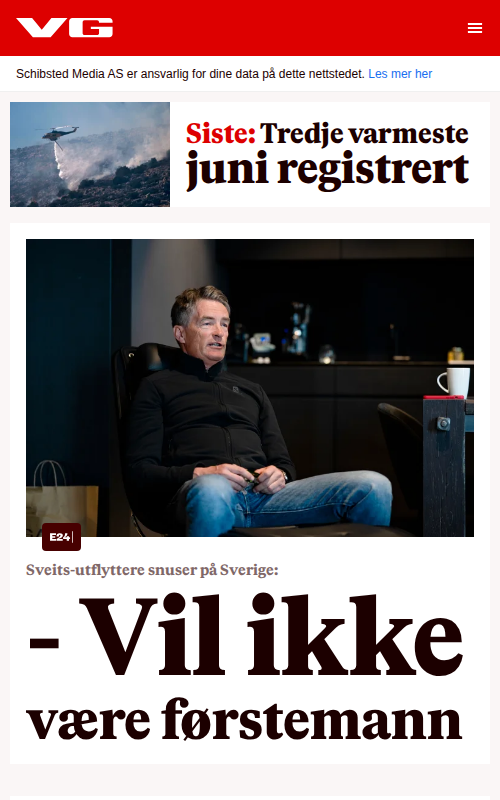 VG
Schibsted Media AS er ansvarlig for dine data på dette nettstedet. Les mer her
Siste: Tredje varmeste
juni registrert
E24
Sveits-utflyttere snuser på Sverige:
- Vil ikke
være førstemann